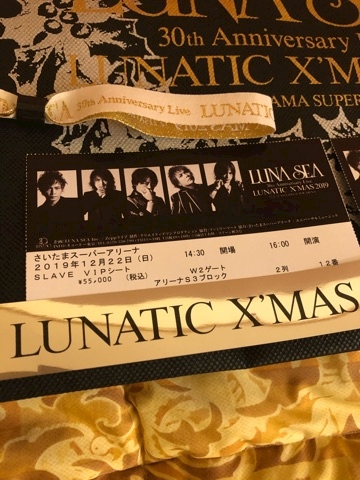 LUNA SEA
30th Anniversary
LUNATIC X'MAS
AMA SUPER
A 30th Anniversary Live LUNATIC
LUNA SEA
LUNATIC X'MAS 2019
さいたまスーパーアリーナ
2019年12月22日（日） 14:30 開場 16:00 開演
SLAVE VIPシート W2ゲート
¥55,000 （税込） アリーナS3ブロック 2列 12番
LUNATIC X'MAS